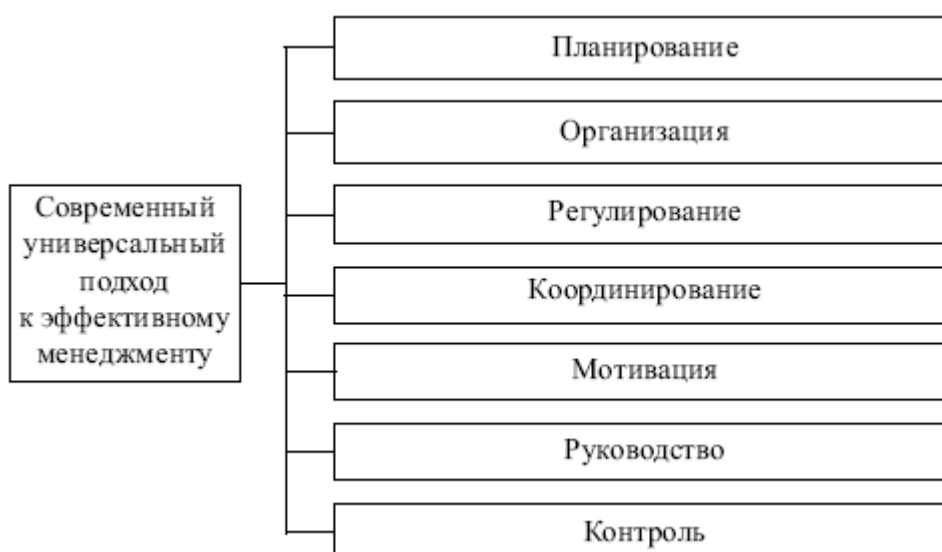 Планирование
Организация
Регулирование
Современный
универсальный
подход
к эффективному
менеджменту
Координирование
Мотивация
Руководство
Контроль